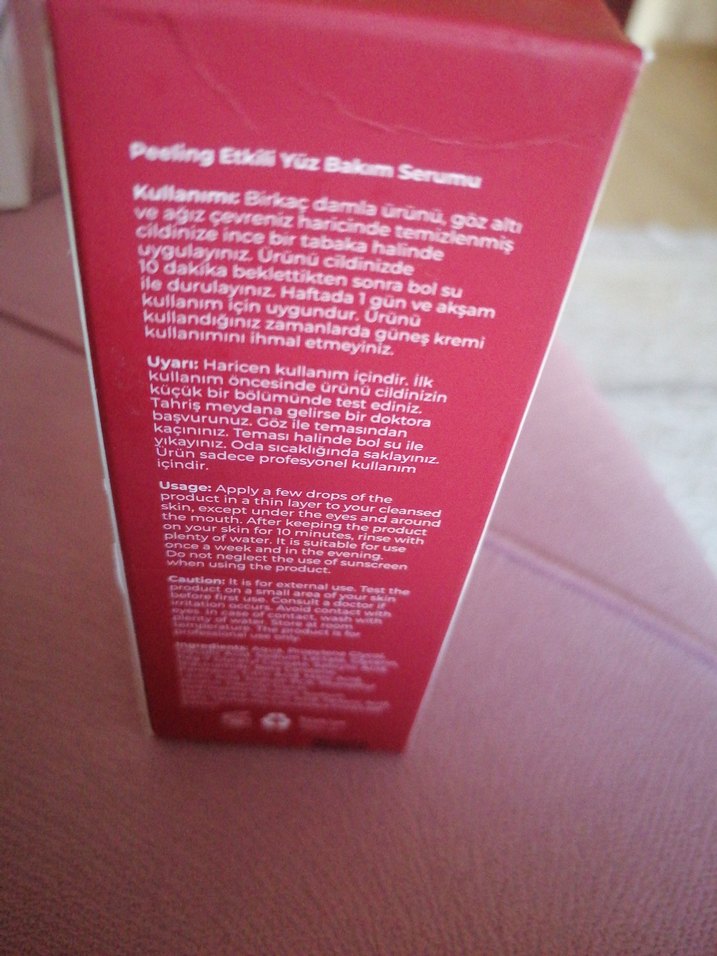 Peeling Etkili Yüz Bakım Serumu
Kullanımı: Birkaç damla ürünü, göz altı
ve ağız çevreniz haricinde temizlenmiş
cildinize ince bir tabaka halinde
uygulayınız. Ürünü cildinizde
10 dakika beklettikten sonra bol su
ile durulayınız. Haftada 1 gün ve akşam
kullanım için uygundur. Ürünü
kullandığınız zamanlarda güneş kremi
kullanımını ihmal etmeyiniz.
Uyarı: Haricen kullanım içindir. İlk
kullanım öncesinde ürünü cildinizin
küçük bir bölümünde test ediniz.
Tahriş meydana gelirse bir doktora
başvurunuz. Göz ile temasından
kaçınınız. Teması halinde bol su ile
yıkayınız. Oda sıcaklığında saklayınız.
Ürün sadece profesyonel kullanım
içindir.
Usage: Apply a few drops of the
product in a thin layer to your cleansed
skin, except under the eyes and around
the mouth. After keeping the product
on your skin for 10 minutes, rinse with
plenty of water. It is suitable for use
once a week and in the evening.
Do not neglect the use of sunscreen
when using the product.
Caution: It is for external use. Test the
product on a small area of your skin
before first use. Consult a doctor if
irritation occurs. Avoid contact with
eyes. In case of contact, wash with
plenty of water. Store at room
temperature. The product is for
professional use only.
Ingredients: Aqua, Propylene Glycol